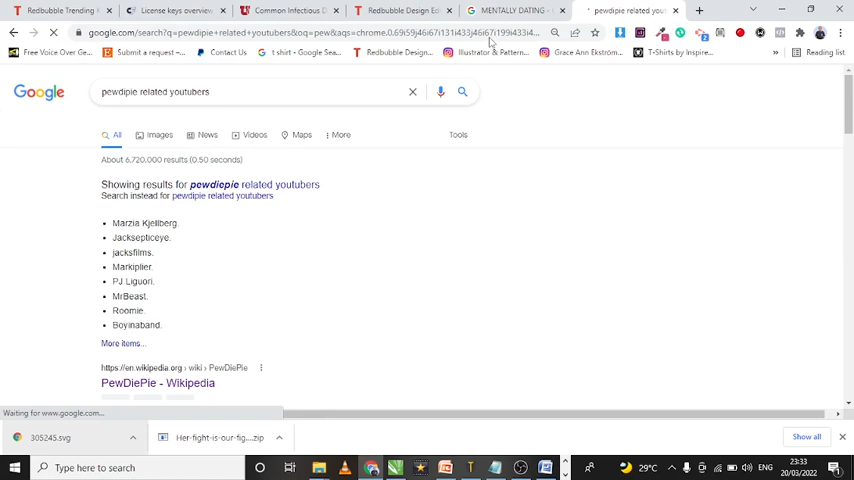 Redbubble Trending K
License keys overview
Common Infectious D
Redbubble Design Ed
MENTALLY DATING - G
pewdipie related yout
google.com/search?q=pewdipie+related+youtubers&oq=pew&aqs=chrome.0.69i59j46i67i131i433j46i67i199i433i4...
Free Voice Over Ge...
Submit a request -...
Contact Us
t shirt - Google Sea...
Redbubble Design...
Illustrator & Pattern...
Grace Ann Ekström...
T-Shirts by Inspire...
»
Reading list
Google
pewdipie related youtubers
All
Images
News
Videos
Maps
More
Tools
About 6,720,000 results (0.50 seconds)
Showing results for pewdiepie related youtubers
Search instead for pewdipie related youtubers
• Marzia Kjellberg.
• Jacksepticeye.
• jacksfilms.
• Markiplier.
• PJ Liguori.
• MrBeast.
• Roomie.
• Boyinaband.
More items...
https://en.wikipedia.org › wiki › PewDiePie
PewDiePie - Wikipedia
Waiting for www.google.com...
305245.svg
Her-fight-is-our-fig....zip
Show all
Type here to search
29°C
ENG
23:33
20/03/2022